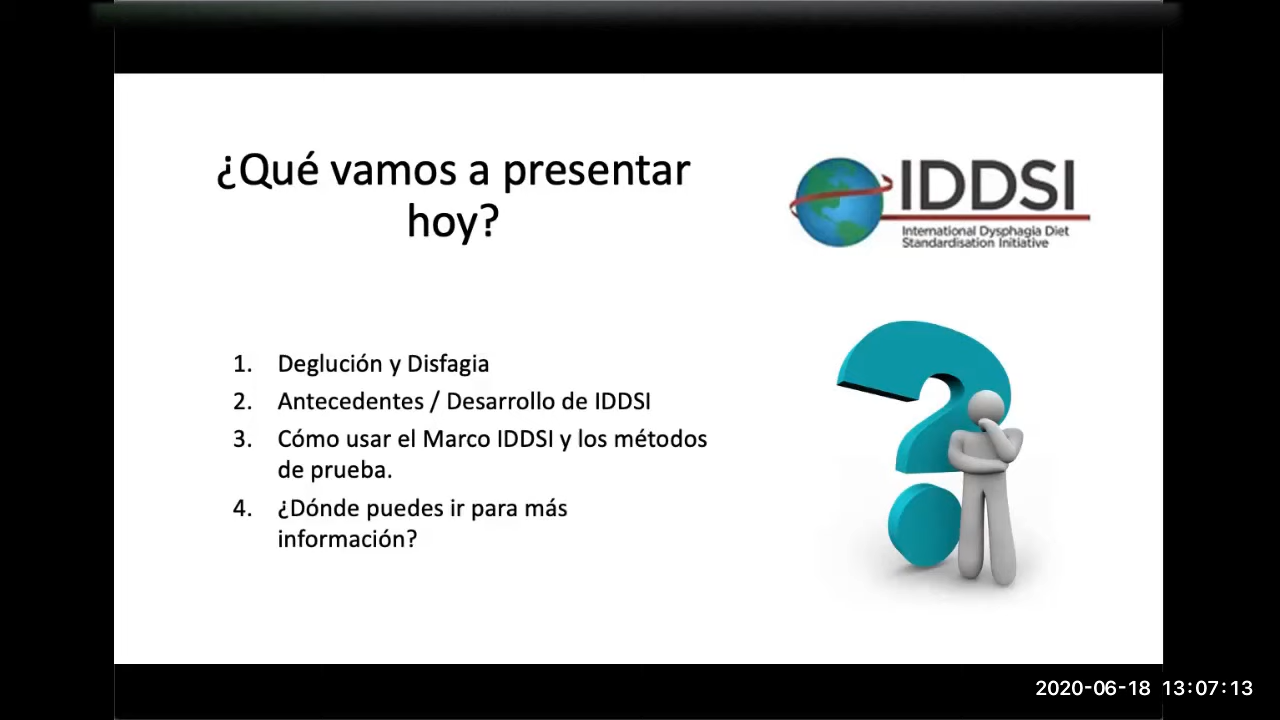 ¿Qué vamos a presentar
hoy?
IDDSI
International Dysphagia Diet
Standardisation Initiative
1. Deglución y Disfagia
2. Antecedentes / Desarrollo de IDDSI
3. Cómo usar el Marco IDDSI y los métodos
de prueba.
4. ¿Dónde puedes ir para más
información?
2020-06-18 13:07:13